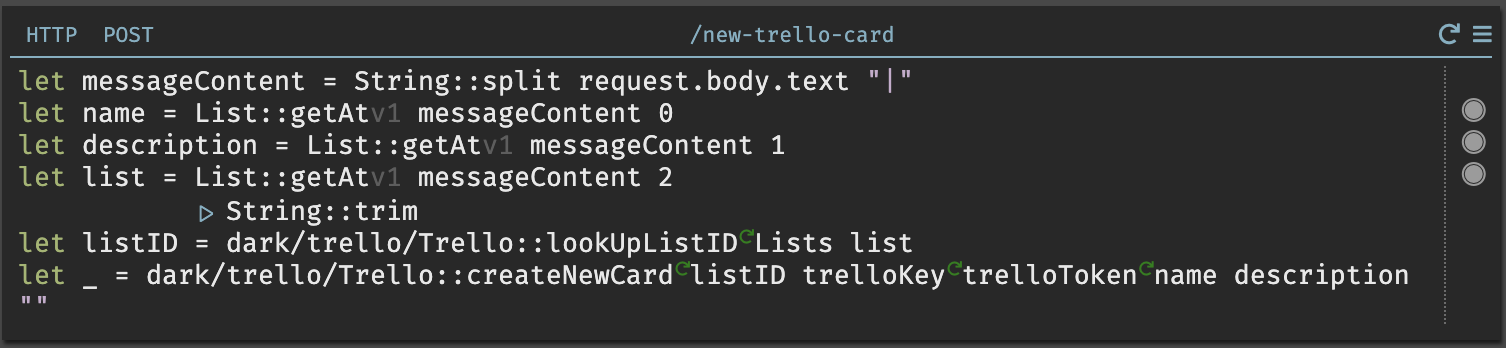 HTTP POST /new-trello-card
let messageContent = String::split request.body.text "|"
let name = List::getAtv1 messageContent 0
let description = List::getAtv1 messageContent 1
let list = List::getAtv1 messageContent 2
▷ String::trim
let listID = dark/trello/Trello::lookUpListID Lists list
let _ = dark/trello/Trello::createNewCard listID trelloKey trelloToken name description
""